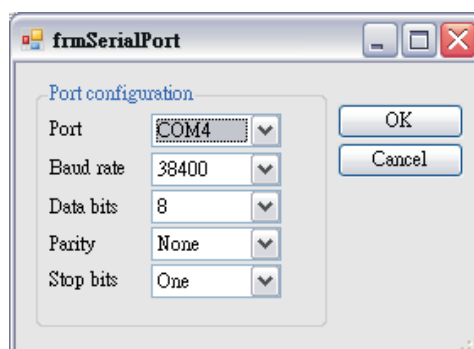 frmSerialPort
Port configuration
Port COM4
Baud rate 38400
Data bits 8
Parity None
Stop bits One
OK
Cancel